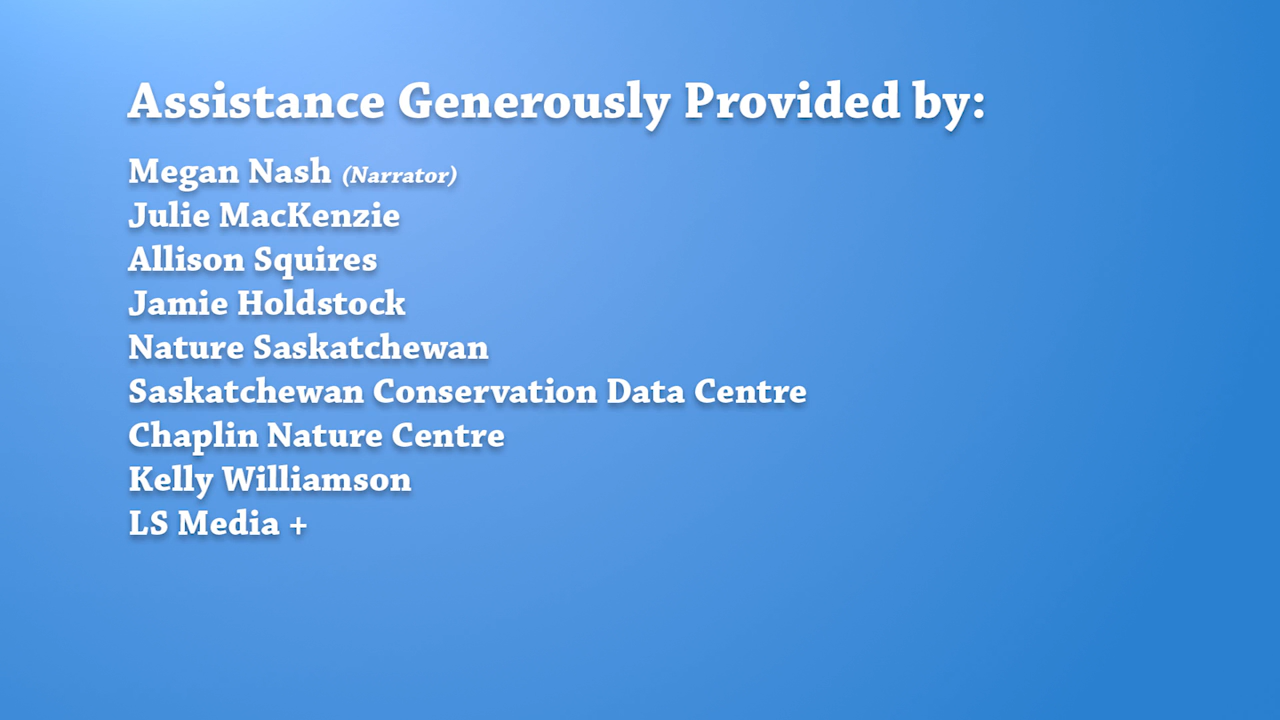 Assistance Generously Provided by:
Megan Nash (Narrator)
Julie MacKenzie
Allison Squires
Jamie Holdstock
Nature Saskatchewan
Saskatchewan Conservation Data Centre
Chaplin Nature Centre
Kelly Williamson
LS Media +